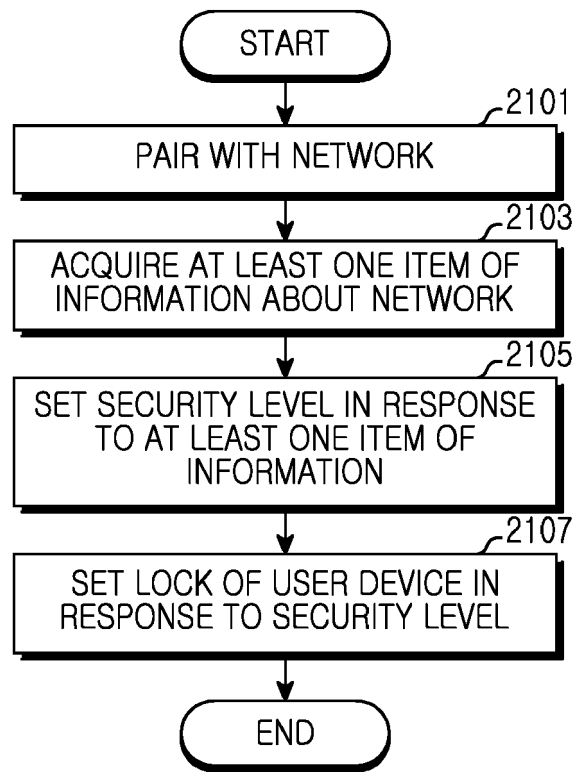 START
2101
PAIR WITH NETWORK
2103
ACQUIRE AT LEAST ONE ITEM OF
INFORMATION ABOUT NETWORK
2105
SET SECURITY LEVEL IN RESPONSE
TO AT LEAST ONE ITEM OF
INFORMATION
2107
SET LOCK OF USER DEVICE IN
RESPONSE TO SECURITY LEVEL
END